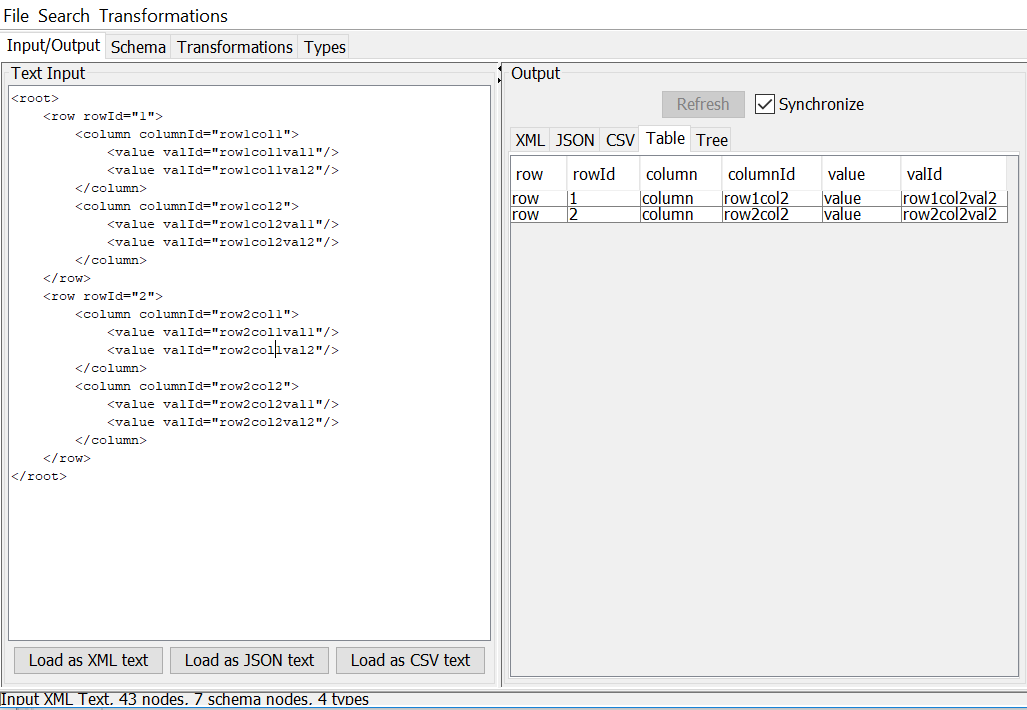 File Search Transformations
Input/Output Schema Transformations Types
Text Input
<root>
    <row rowId="1">
        <column columnId="row1col1">
            <value valId="row1col1val1"/>
            <value valId="row1col1val2"/>
        </column>
        <column columnId="row1col2">
            <value valId="row1col2val1"/>
            <value valId="row1col2val2"/>
        </column>
    </row>
    <row rowId="2">
        <column columnId="row2col1">
            <value valId="row2col1val1"/>
            <value valId="row2col1val2"/>
        </column>
        <column columnId="row2col2">
            <value valId="row2col2val1"/>
            <value valId="row2col2val2"/>
        </column>
    </row>
</root>
Load as XML text Load as JSON text Load as CSV text
Output
Refresh Synchronize
XML JSON CSV Table Tree
row rowId column columnId value valId
row 1 column row1col2 value row1col2val2
row 2 column row2col2 value row2col2val2
Input XML Text, 43 nodes, 7 schema nodes, 4 types